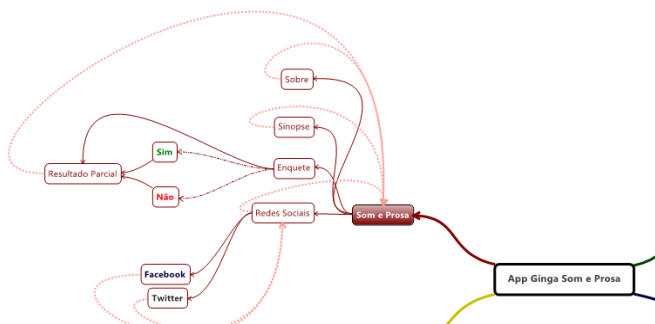 Sobre
Sinopse
Sim
Enquete
Resultado Parcial
Não
Redes Sociais
Som e Prosa
Facebook
App Ginga Som e Prosa
Twitter